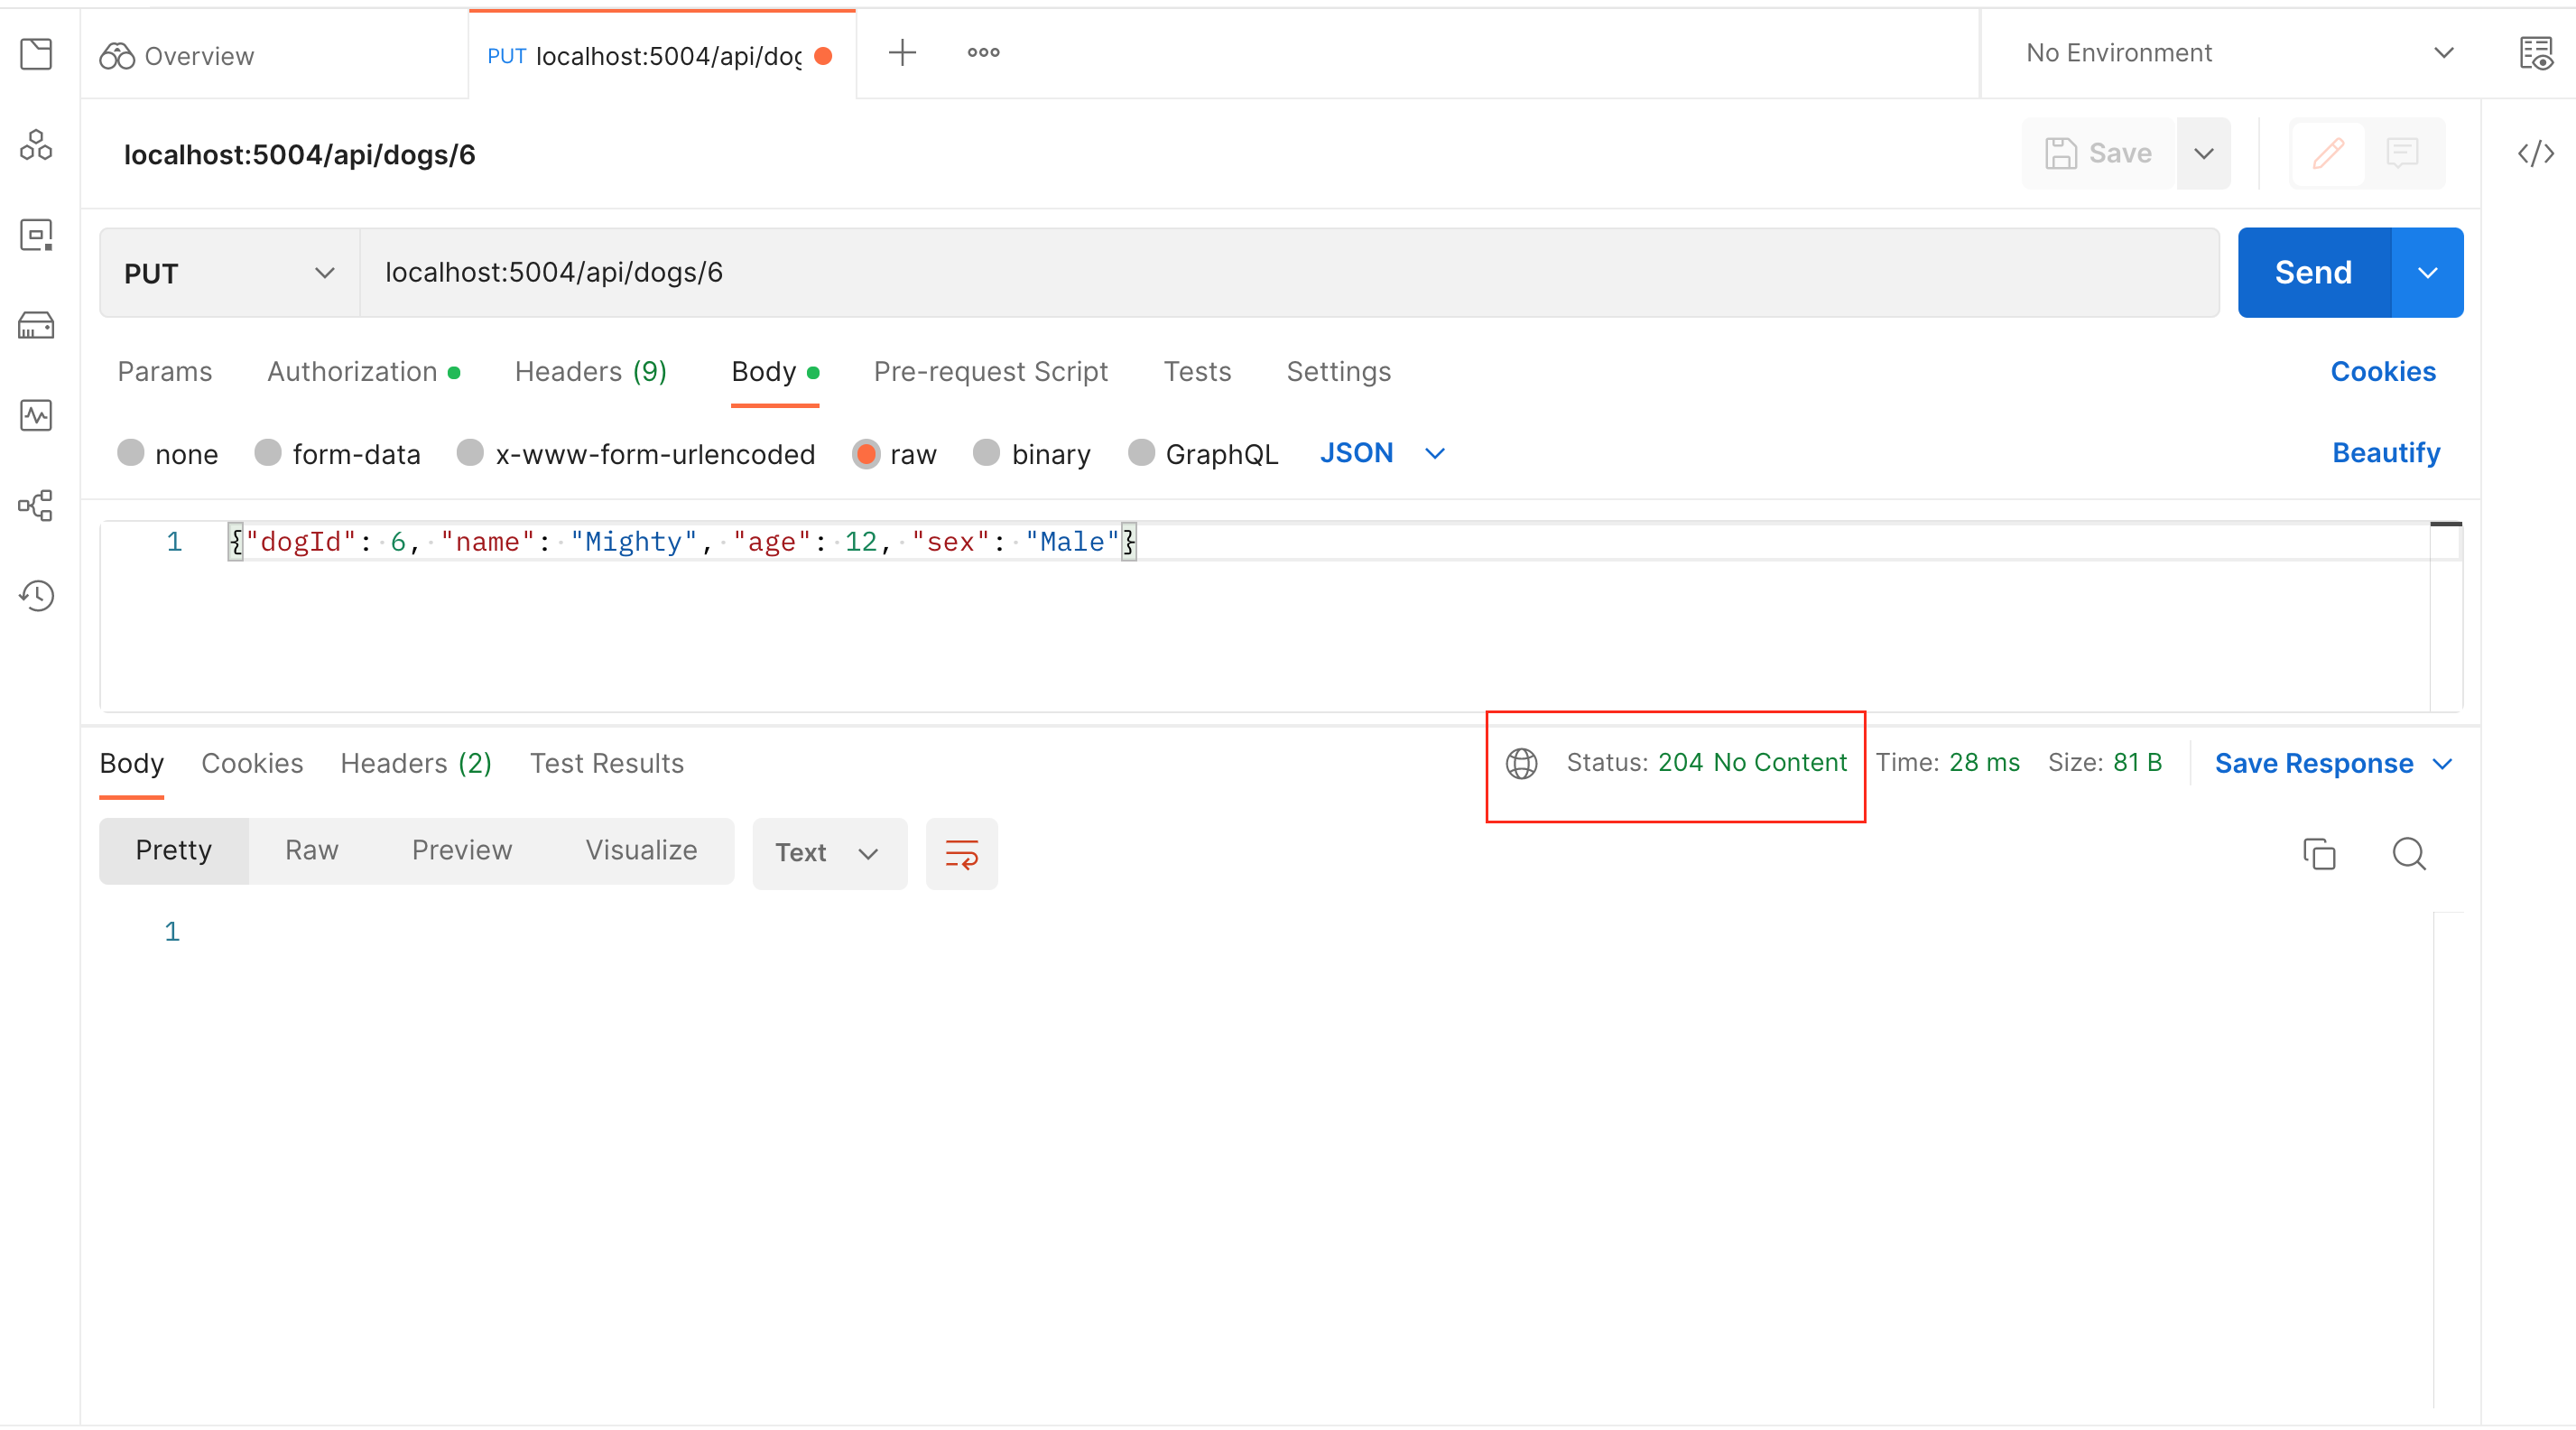 Overview
PUT localhost:5004/api/dog
No Environment
localhost:5004/api/dogs/6
Save
PUT
localhost:5004/api/dogs/6
Send
Params Authorization Headers (9) Body Pre-request Script Tests Settings Cookies
none form-data x-www-form-urlencoded raw binary GraphQL JSON Beautify
1 {"dogId": 6, "name": "Mighty", "age": 12, "sex": "Male"}
Body Cookies Headers (2) Test Results Status: 204 No Content Time: 28 ms Size: 81 B Save Response
Pretty Raw Preview Visualize Text
1